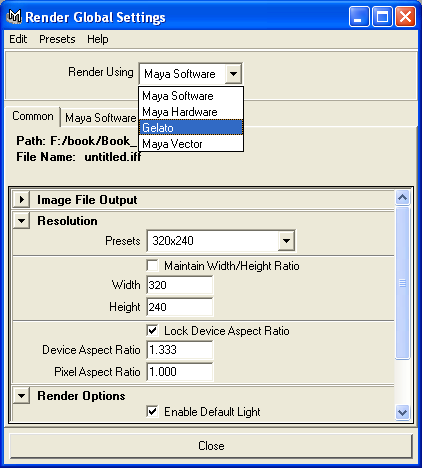 Render Global Settings
Edit Presets Help
Render Using Maya Software
Maya Software
Maya Hardware
Gelato
Maya Vector
Common Maya Software
Path: F:/book/Book_
File Name: untitled.iff
Image File Output
Resolution
Presets 320x240
Maintain Width/Height Ratio
Width 320
Height 240
Lock Device Aspect Ratio
Device Aspect Ratio 1.333
Pixel Aspect Ratio 1.000
Render Options
Enable Default Light
Close